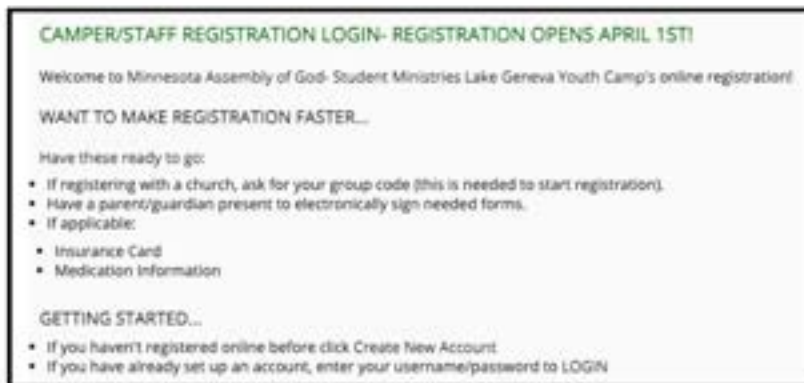 CAMPER/STAFF REGISTRATION LOGIN- REGISTRATION OPENS APRIL 1ST!
Welcome to Minnesota Assembly of God- Student Ministries Lake Geneva Youth Camp's online registration!
WANT TO MAKE REGISTRATION FASTER...
Have these ready to go:
• If registering with a church, ask for your group code (this is needed to start registration).
• Have a parent/guardian present to electronically sign needed forms.
• If applicable:
• Insurance Card
• Medication Information
GETTING STARTED...
• If you haven't registered online before click Create New Account
• If you have already set up an account, enter your username/password to LOGIN